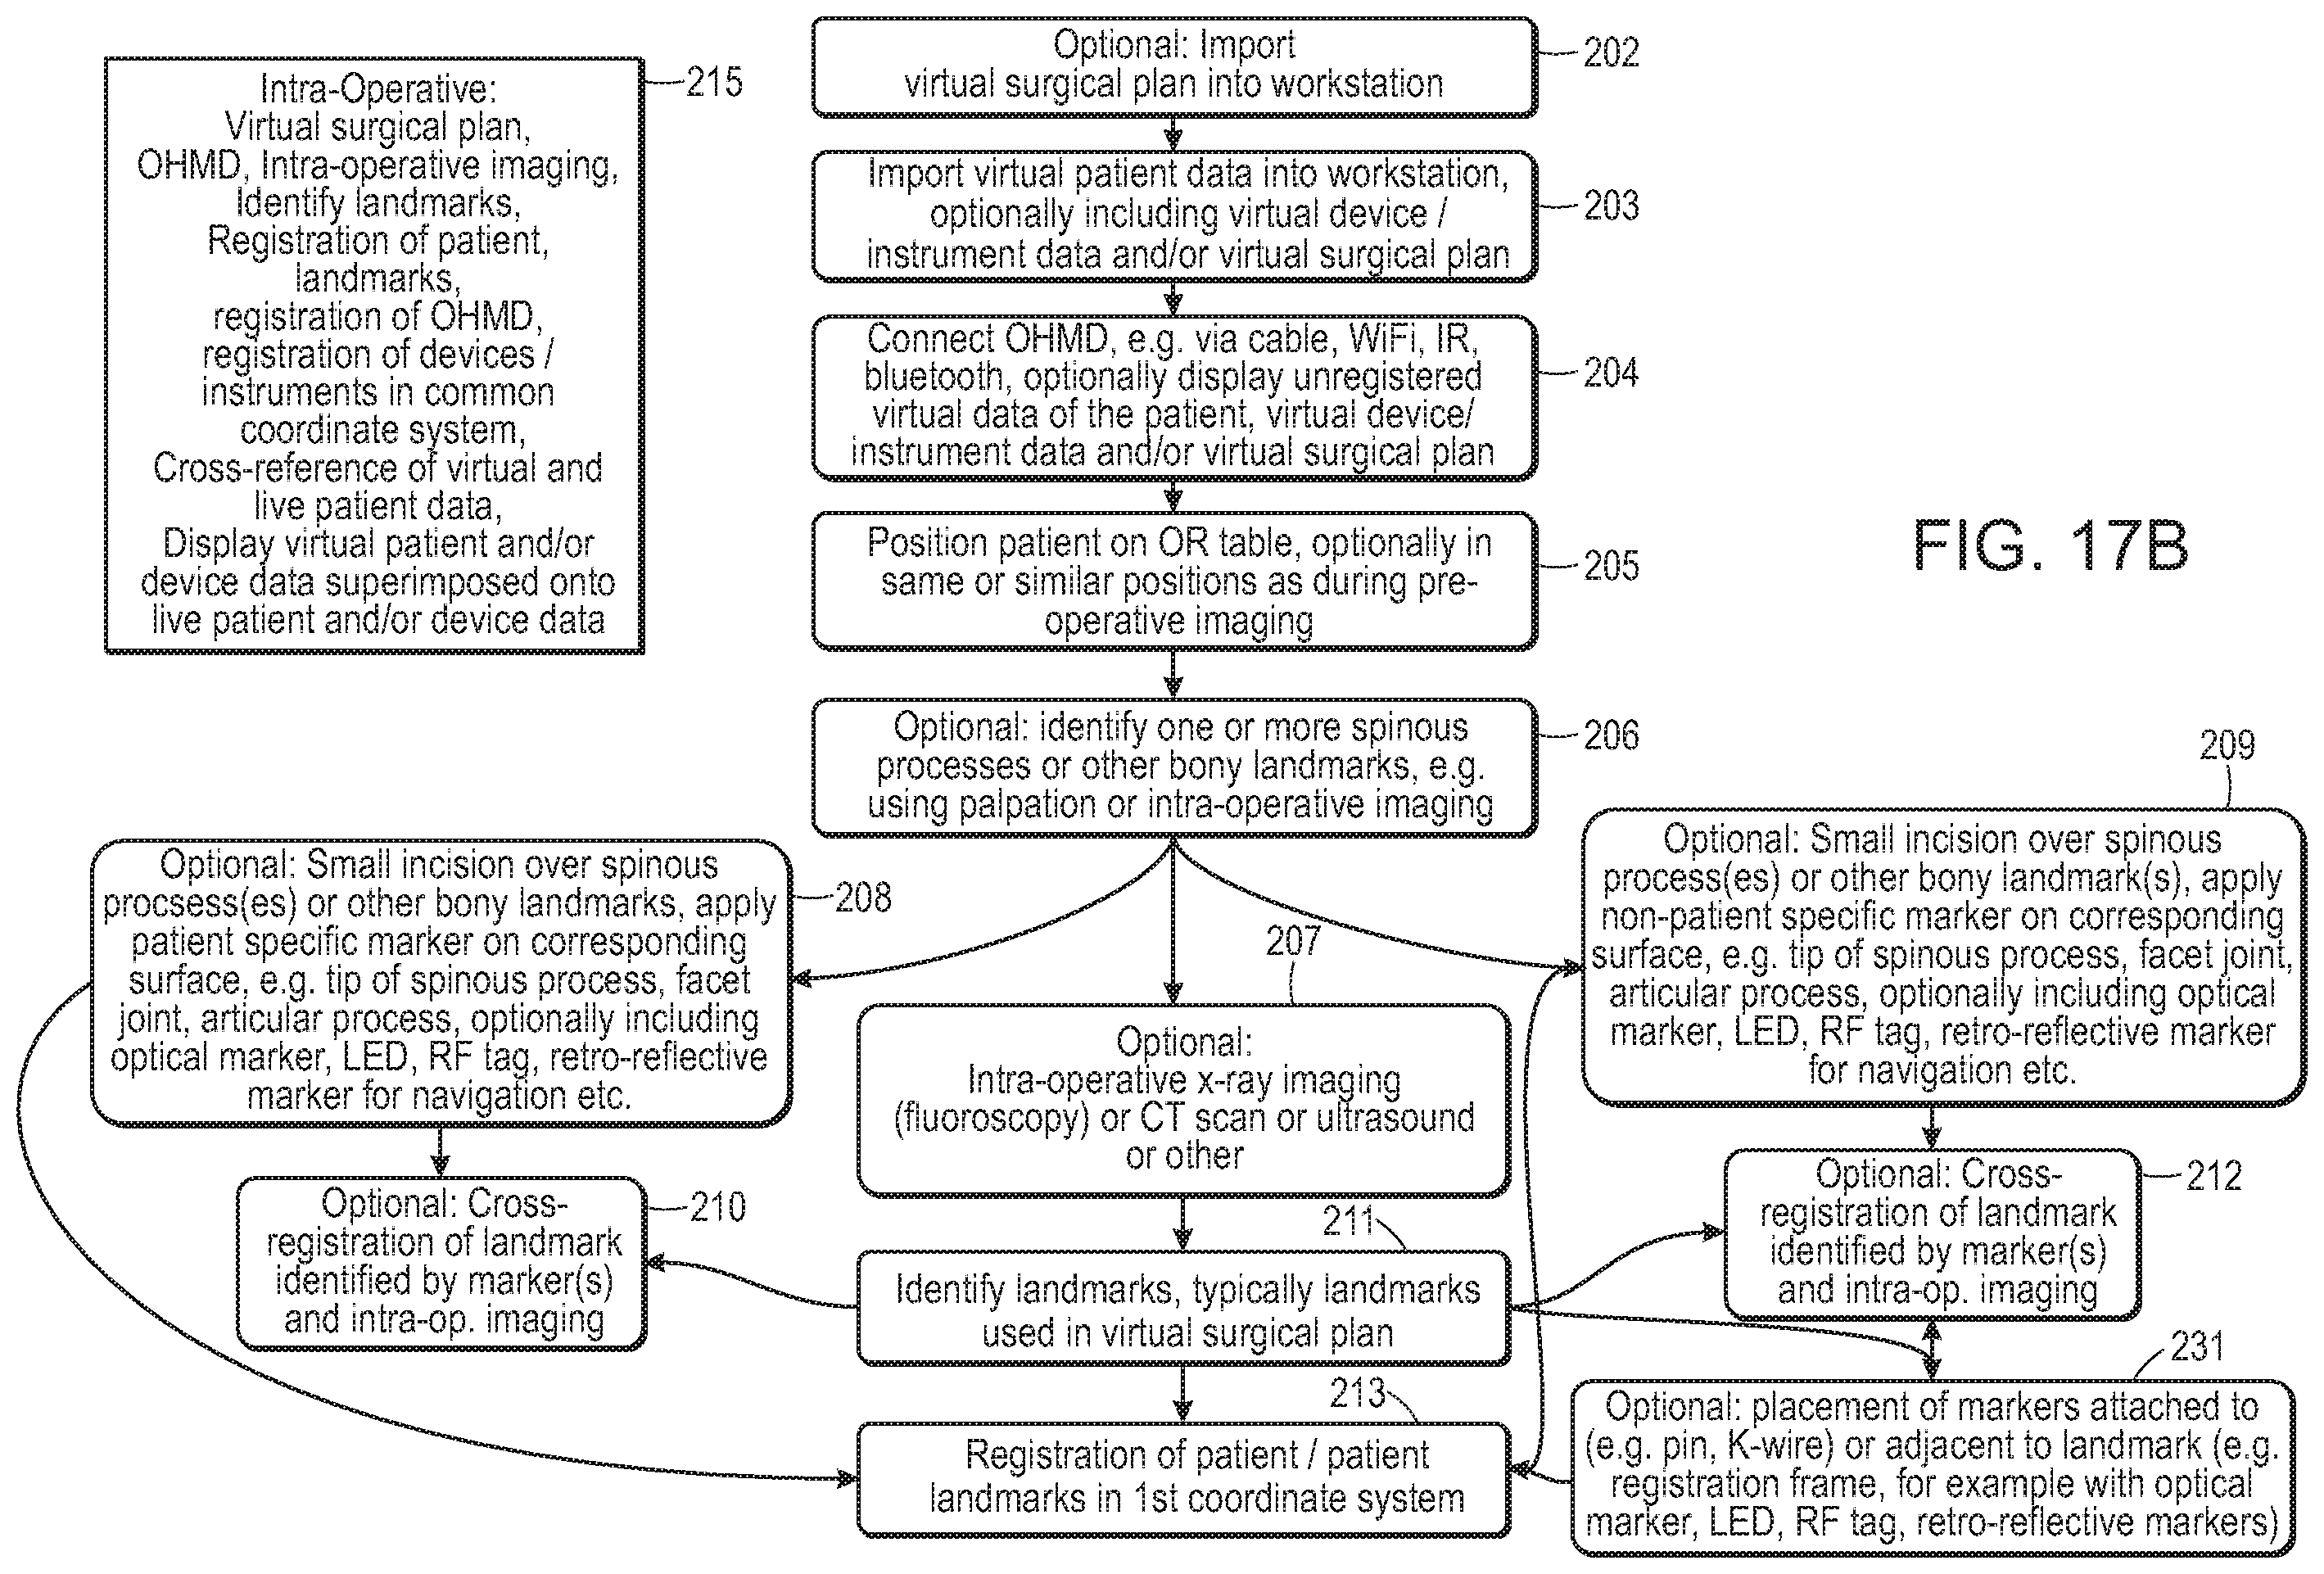 Intra-Operative:
Virtual surgical plan,
OHMD, Intra-operative imaging,
Identify landmarks,
Registration of patient,
landmarks,
registration of OHMD,
registration of devices /
instruments in common
coordinate system,
Cross-reference of virtual and
live patient data,
Display virtual patient and/or
device data superimposed onto
live patient and/or device data
215
Optional: Import
virtual surgical plan into workstation
202
Import virtual patient data into workstation,
optionally including virtual device /
instrument data and/or virtual surgical plan
203
Connect OHMD, e.g. via cable, WiFi, IR,
bluetooth, optionally display unregistered
virtual data of the patient, virtual device/
instrument data and/or virtual surgical plan
204
FIG. 17B
Position patient on OR table, optionally in
same or similar positions as during pre-
operative imaging
205
Optional: identify one or more spinous
processes or other bony landmarks, e.g.
using palpation or intra-operative imaging
206
Optional: Small incision over spinous
procsess(es) or other bony landmarks, apply
patient specific marker on corresponding
surface, e.g. tip of spinous process, facet
joint, articular process, optionally including
optical marker, LED, RF tag, retro-reflective
marker for navigation etc.
208
207
Optional:
Intra-operative x-ray imaging
(fluoroscopy) or CT scan or ultrasound
or other
209
Optional: Small incision over spinous
process(es) or other bony landmark(s), apply
non-patient specific marker on corresponding
surface, e.g. tip of spinous process, facet joint,
articular process, optionally including optical
marker, LED, RF tag, retro-reflective marker
for navigation etc.
Optional: Cross-
registration of landmark
identified by marker(s)
and intra-op. imaging
210
211
Identify landmarks, typically landmarks
used in virtual surgical plan
Optional: Cross-
registration of landmark
identified by marker(s)
and intra-op. imaging
212
213
Registration of patient / patient
landmarks in 1st coordinate system
231
Optional: placement of markers attached to
(e.g. pin, K-wire) or adjacent to landmark (e.g.
registration frame, for example with optical
marker, LED, RF tag, retro-reflective markers)